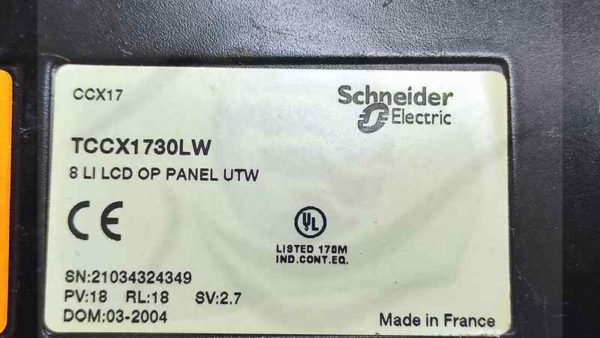 CCX17
Schneider
Electric
TCCX1730LW
8 LI LCD OP PANEL UTW
CE
UL
LISTED 170M
IND.CONT.EQ.
SN:21034324349
PV:18 RL:18 SV:2.7
DOM:03-2004
Made in France